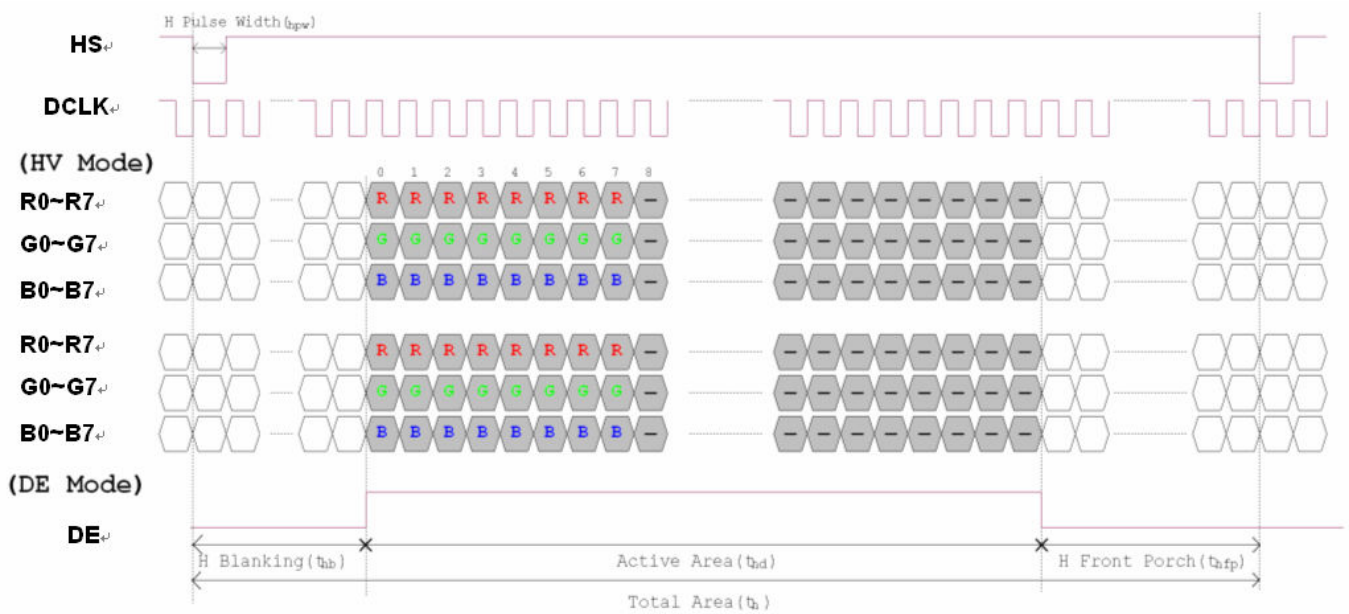 H Pulse Width(thpw)
HS
DCLK
(HV Mode)
0 1 2 3 4 5 6 7 8
R0~R7 R R R R R R R R — — — — — — — — —
G0~G7 G G G G G G G G — — — — — — — — —
B0~B7 B B B B B B B B — — — — — — — — —
R0~R7 R R R R R R R R — — — — — — — — —
G0~G7 G G G G G G G G — — — — — — — — —
B0~B7 B B B B B B B B — — — — — — — — —
(DE Mode)
DE
H Blanking(thb) Active Area(thd) H Front Porch(thfp)
Total Area(th)